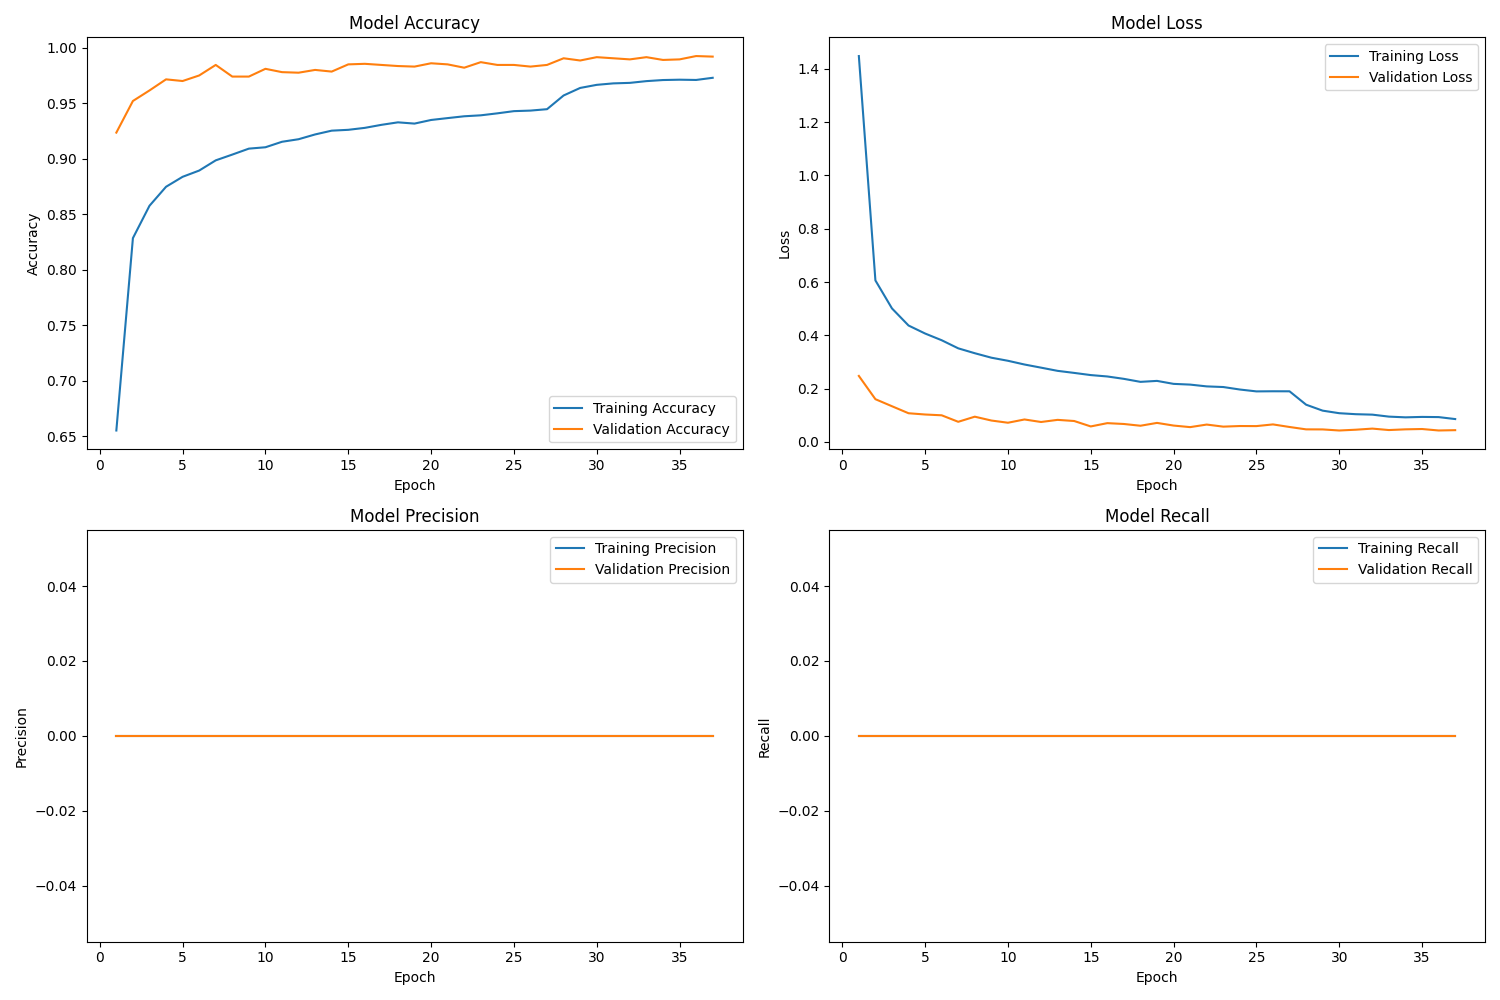 Model Accuracy
1.00
0.95
0.90
0.85
0.80
0.75
0.70
0.65
Accuracy
Training Accuracy
Validation Accuracy
0 5 10 15 20 25 30 35
Epoch
Model Loss
Training Loss
Validation Loss
1.4
1.2
1.0
0.8
0.6
0.4
0.2
0.0
Loss
0 5 10 15 20 25 30 35
Epoch
Model Precision
Training Precision
Validation Precision
0.04
0.02
0.00
−0.02
−0.04
Precision
0 5 10 15 20 25 30 35
Epoch
Model Recall
Training Recall
Validation Recall
0.04
0.02
0.00
−0.02
−0.04
Recall
0 5 10 15 20 25 30 35
Epoch